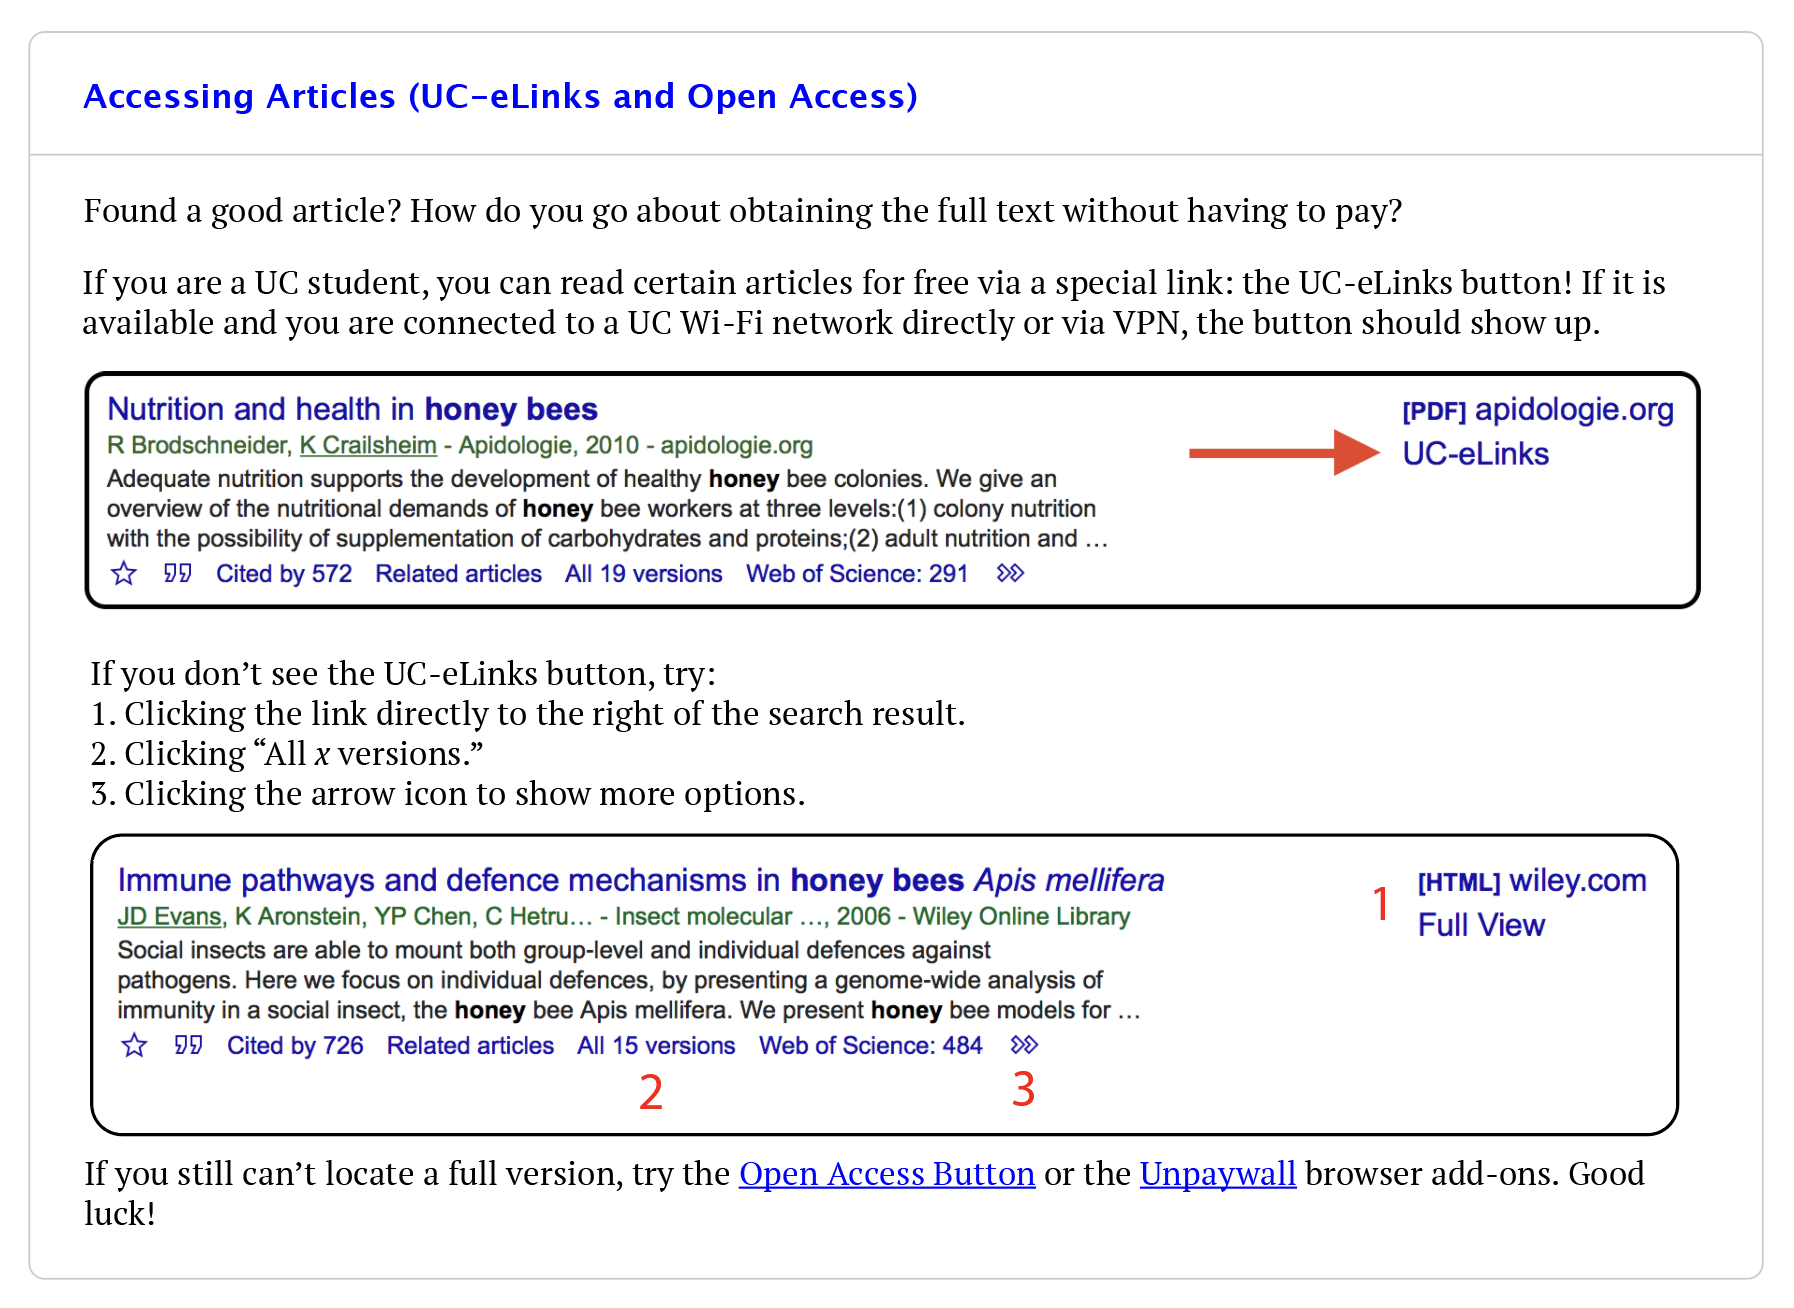 Accessing Articles (UC-eLinks and Open Access)
Found a good article? How do you go about obtaining the full text without having to pay?
If you are a UC student, you can read certain articles for free via a special link: the UC-eLinks button! If it is
available and you are connected to a UC Wi-Fi network directly or via VPN, the button should show up.
Nutrition and health in honey bees
R Brodschneider, K Crailsheim - Apidologie, 2010 - apidologie.org
Adequate nutrition supports the development of healthy honey bee colonies. We give an
overview of the nutritional demands of honey bee workers at three levels:(1) colony nutrition
with the possibility of supplementation of carbohydrates and proteins;(2) adult nutrition and …
Cited by 572 Related articles All 19 versions Web of Science: 291
[PDF] apidologie.org
UC-eLinks
If you don’t see the UC-eLinks button, try:
1. Clicking the link directly to the right of the search result.
2. Clicking “All x versions.”
3. Clicking the arrow icon to show more options.
Immune pathways and defence mechanisms in honey bees Apis mellifera
JD Evans, K Aronstein, YP Chen, C Hetru… - Insect molecular …, 2006 - Wiley Online Library
Social insects are able to mount both group-level and individual defences against
pathogens. Here we focus on individual defences, by presenting a genome-wide analysis of
immunity in a social insect, the honey bee Apis mellifera. We present honey bee models for …
Cited by 726 Related articles All 15 versions Web of Science: 484
1
[HTML] wiley.com
Full View
2
3
If you still can’t locate a full version, try the Open Access Button or the Unpaywall browser add-ons. Good
luck!